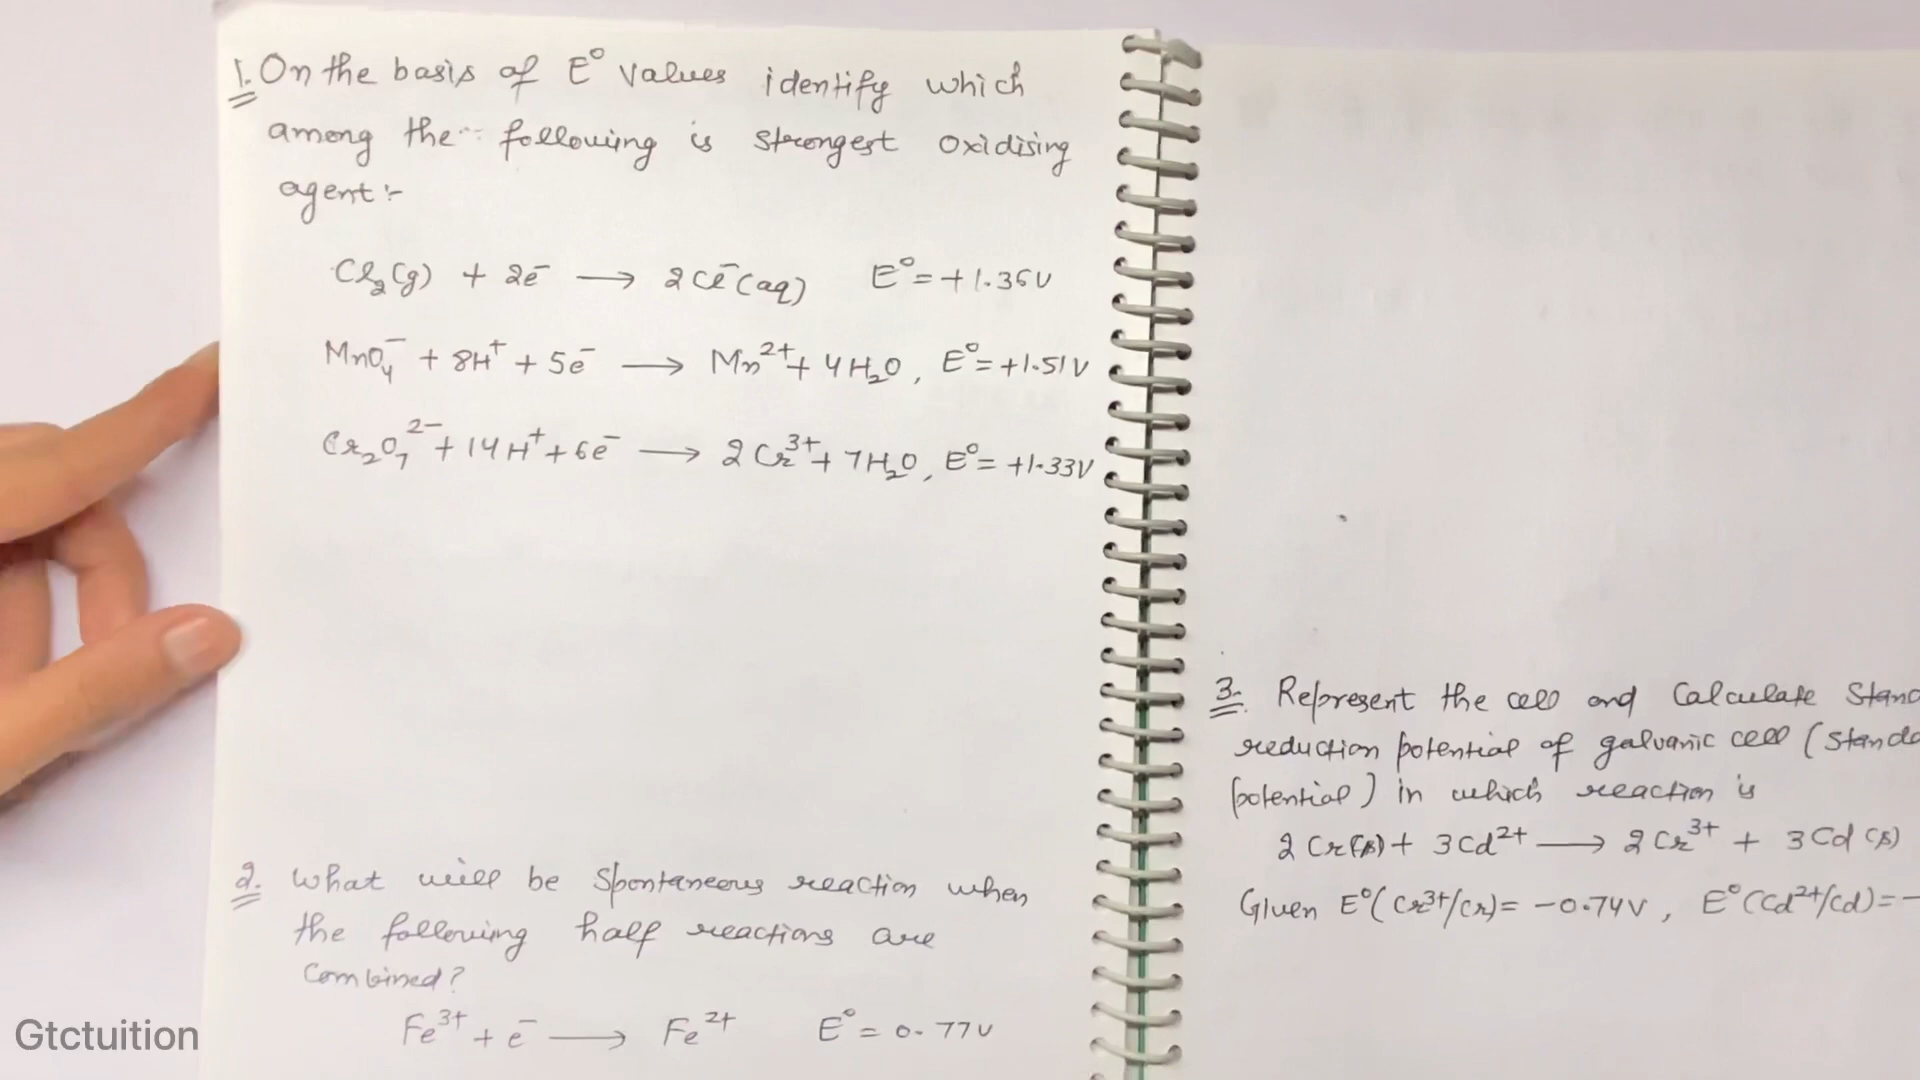 1. On the basis of E° values identify which
among the following is strongest oxidising
agent:-
Cl₂(g) + 2e⁻ ⟶ 2Cl⁻(aq) E° = +1.36V
MnO₄⁻ + 8H⁺ + 5e⁻ ⟶ Mn²⁺ + 4H₂O, E° = +1.51V
Cr₂O₇²⁻ + 14H⁺ + 6e⁻ ⟶ 2Cr³⁺ + 7H₂O, E° = +1.33V
2. What will be Spontaneous reaction when
the following half reactions are
Combined?
Fe³⁺ + e⁻ ⟶ Fe²⁺ E° = 0.77V
3. Represent the cell and Calculate Stand
reduction potential of galvanic cell (Standa
potential) in which reaction is
2Cr(s) + 3Cd²⁺ ⟶ 2Cr³⁺ + 3Cd(s)
Given E°(Cr³⁺/Cr) = -0.74V, E°(Cd²⁺/Cd) = -
Gtctuition